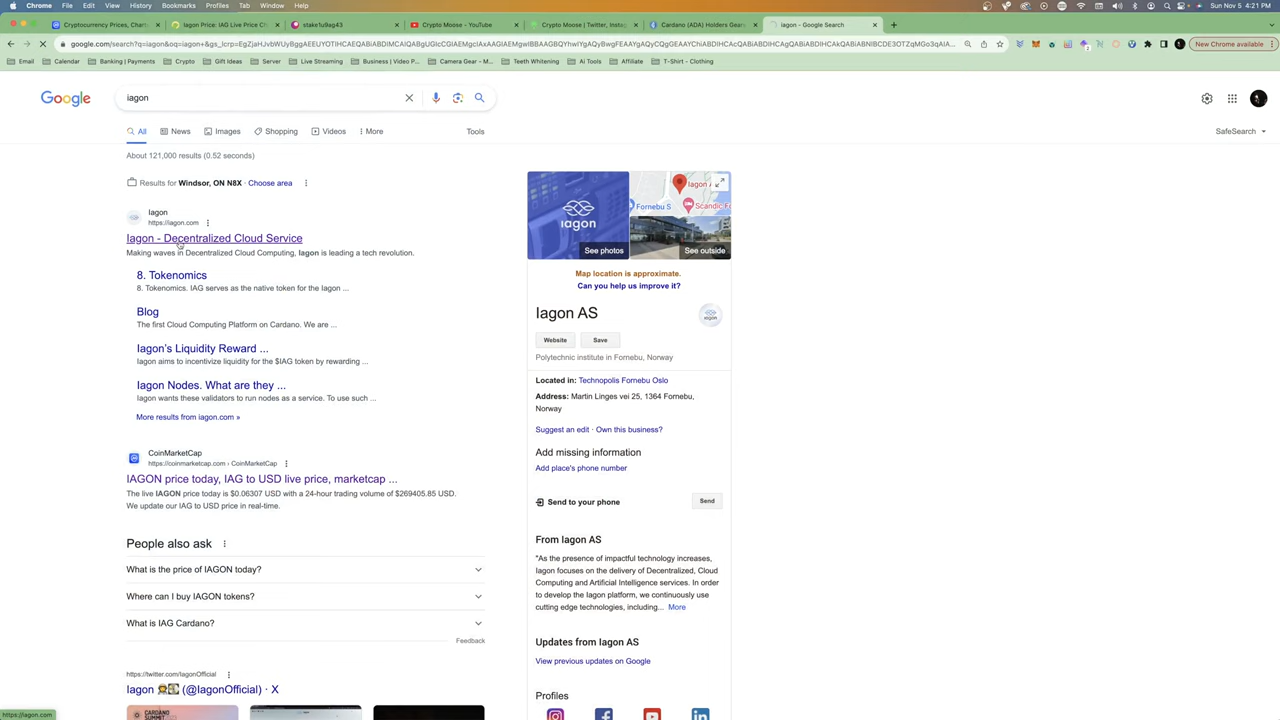 Chrome File Edit View History Bookmarks Profiles Tab Window Help
Sun Nov 5 4:21 PM
Cryptocurrency Prices, Chart
Iagon Price: IAG Live Price Ch
stake1u9ag43
Crypto Moose - YouTube
Crypto Moose | Twitter, Insta
Cardano (ADA) Holders Gears
iagon - Google Search
New Chrome available
Email Calendar Banking | Payments Crypto Gift Ideas Server Live Streaming Business | Video P... Camera Gear - M... Teeth Whitening Ai Tools Affiliate T-Shirt - Clothing
Google
iagon
All News Images Shopping Videos More Tools
SafeSearch
About 121,000 results (0.52 seconds)
Results for Windsor, ON N8X · Choose area
Iagon
https://iagon.com
Iagon - Decentralized Cloud Service
Making waves in Decentralized Cloud Computing, Iagon is leading a tech revolution.
8. Tokenomics
8. Tokenomics. IAG serves as the native token for the Iagon ...
Blog
The first Cloud Computing Platform on Cardano. We are ...
Iagon's Liquidity Reward ...
Iagon aims to incentivize liquidity for the $IAG token by rewarding ...
Iagon Nodes. What are they ...
Iagon wants these validators to run nodes as a service. To use such ...
More results from iagon.com »
CoinMarketCap
https://coinmarketcap.com › CoinMarketCap
IAGON price today, IAG to USD live price, marketcap ...
The live IAGON price today is $0.06307 USD with a 24-hour trading volume of $269405.85 USD.
We update our IAG to USD price in real-time.
People also ask
What is the price of IAGON today?
Where can I buy IAGON tokens?
What is IAG Cardano?
Feedback
https://twitter.com/IagonOfficial
Iagon (@IagonOfficial) · X
CARDANO
SUMMIT
https://iagon.com
iagon
See photos
Iagon A
Fornebu S
Scandic F
See outside
Map location is approximate.
Can you help us improve it?
Iagon AS
iagon
Website
Save
Polytechnic institute in Fornebu, Norway
Located in: Technopolis Fornebu Oslo
Address: Martin Linges vei 25, 1364 Fornebu,
Norway
Suggest an edit · Own this business?
Add missing information
Add place's phone number
Send to your phone
Send
From Iagon AS
"As the presence of impactful technology increases,
Iagon focuses on the delivery of Decentralized, Cloud
Computing and Artificial Intelligence services. In order
to develop the Iagon platform, we continuously use
cutting edge technologies, including... More
Updates from Iagon AS
View previous updates on Google
Profiles